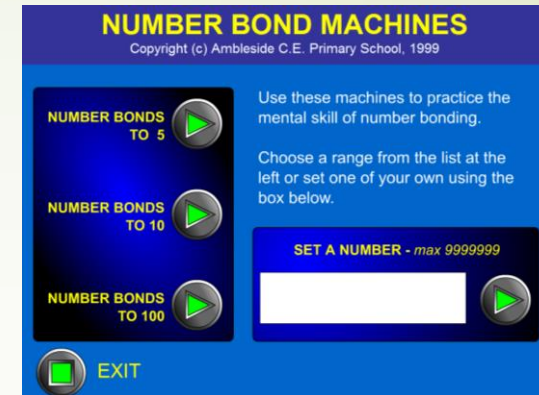 NUMBER BOND MACHINES
Copyright (c) Ambleside C.E. Primary School, 1999
NUMBER BONDS
TO 5
NUMBER BONDS
TO 10
NUMBER BONDS
TO 100
Use these machines to practice the
mental skill of number bonding.
Choose a range from the list at the
left or set one of your own using the
box below.
SET A NUMBER - max 9999999
EXIT